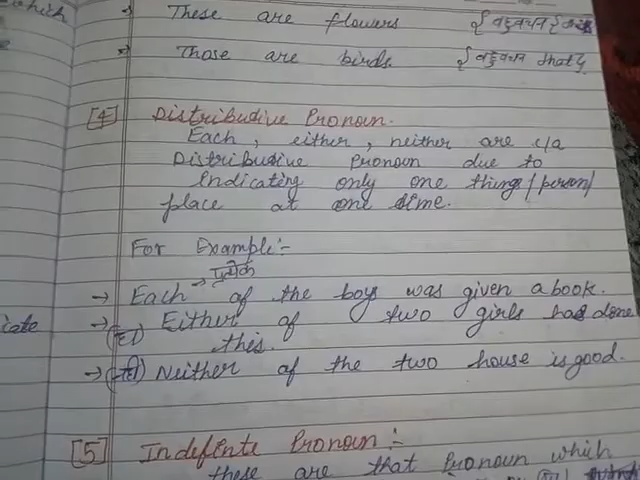 which
→ These are flowers {बहुवचन
→ Those are birds. {बहुवचन that}
[4] Distributive Pronoun.
Each, either, neither are c/a
Distributive Pronoun due to
Indicating only one thing/person/
place at one time.
For Example:-
→ प्रत्येक
→ Each of the boys was given a book.
→ Either of two girls had done
this.
→ Neither of the two house is good.
[5] Indefinte Pronoun:-
these are that Pronoun which